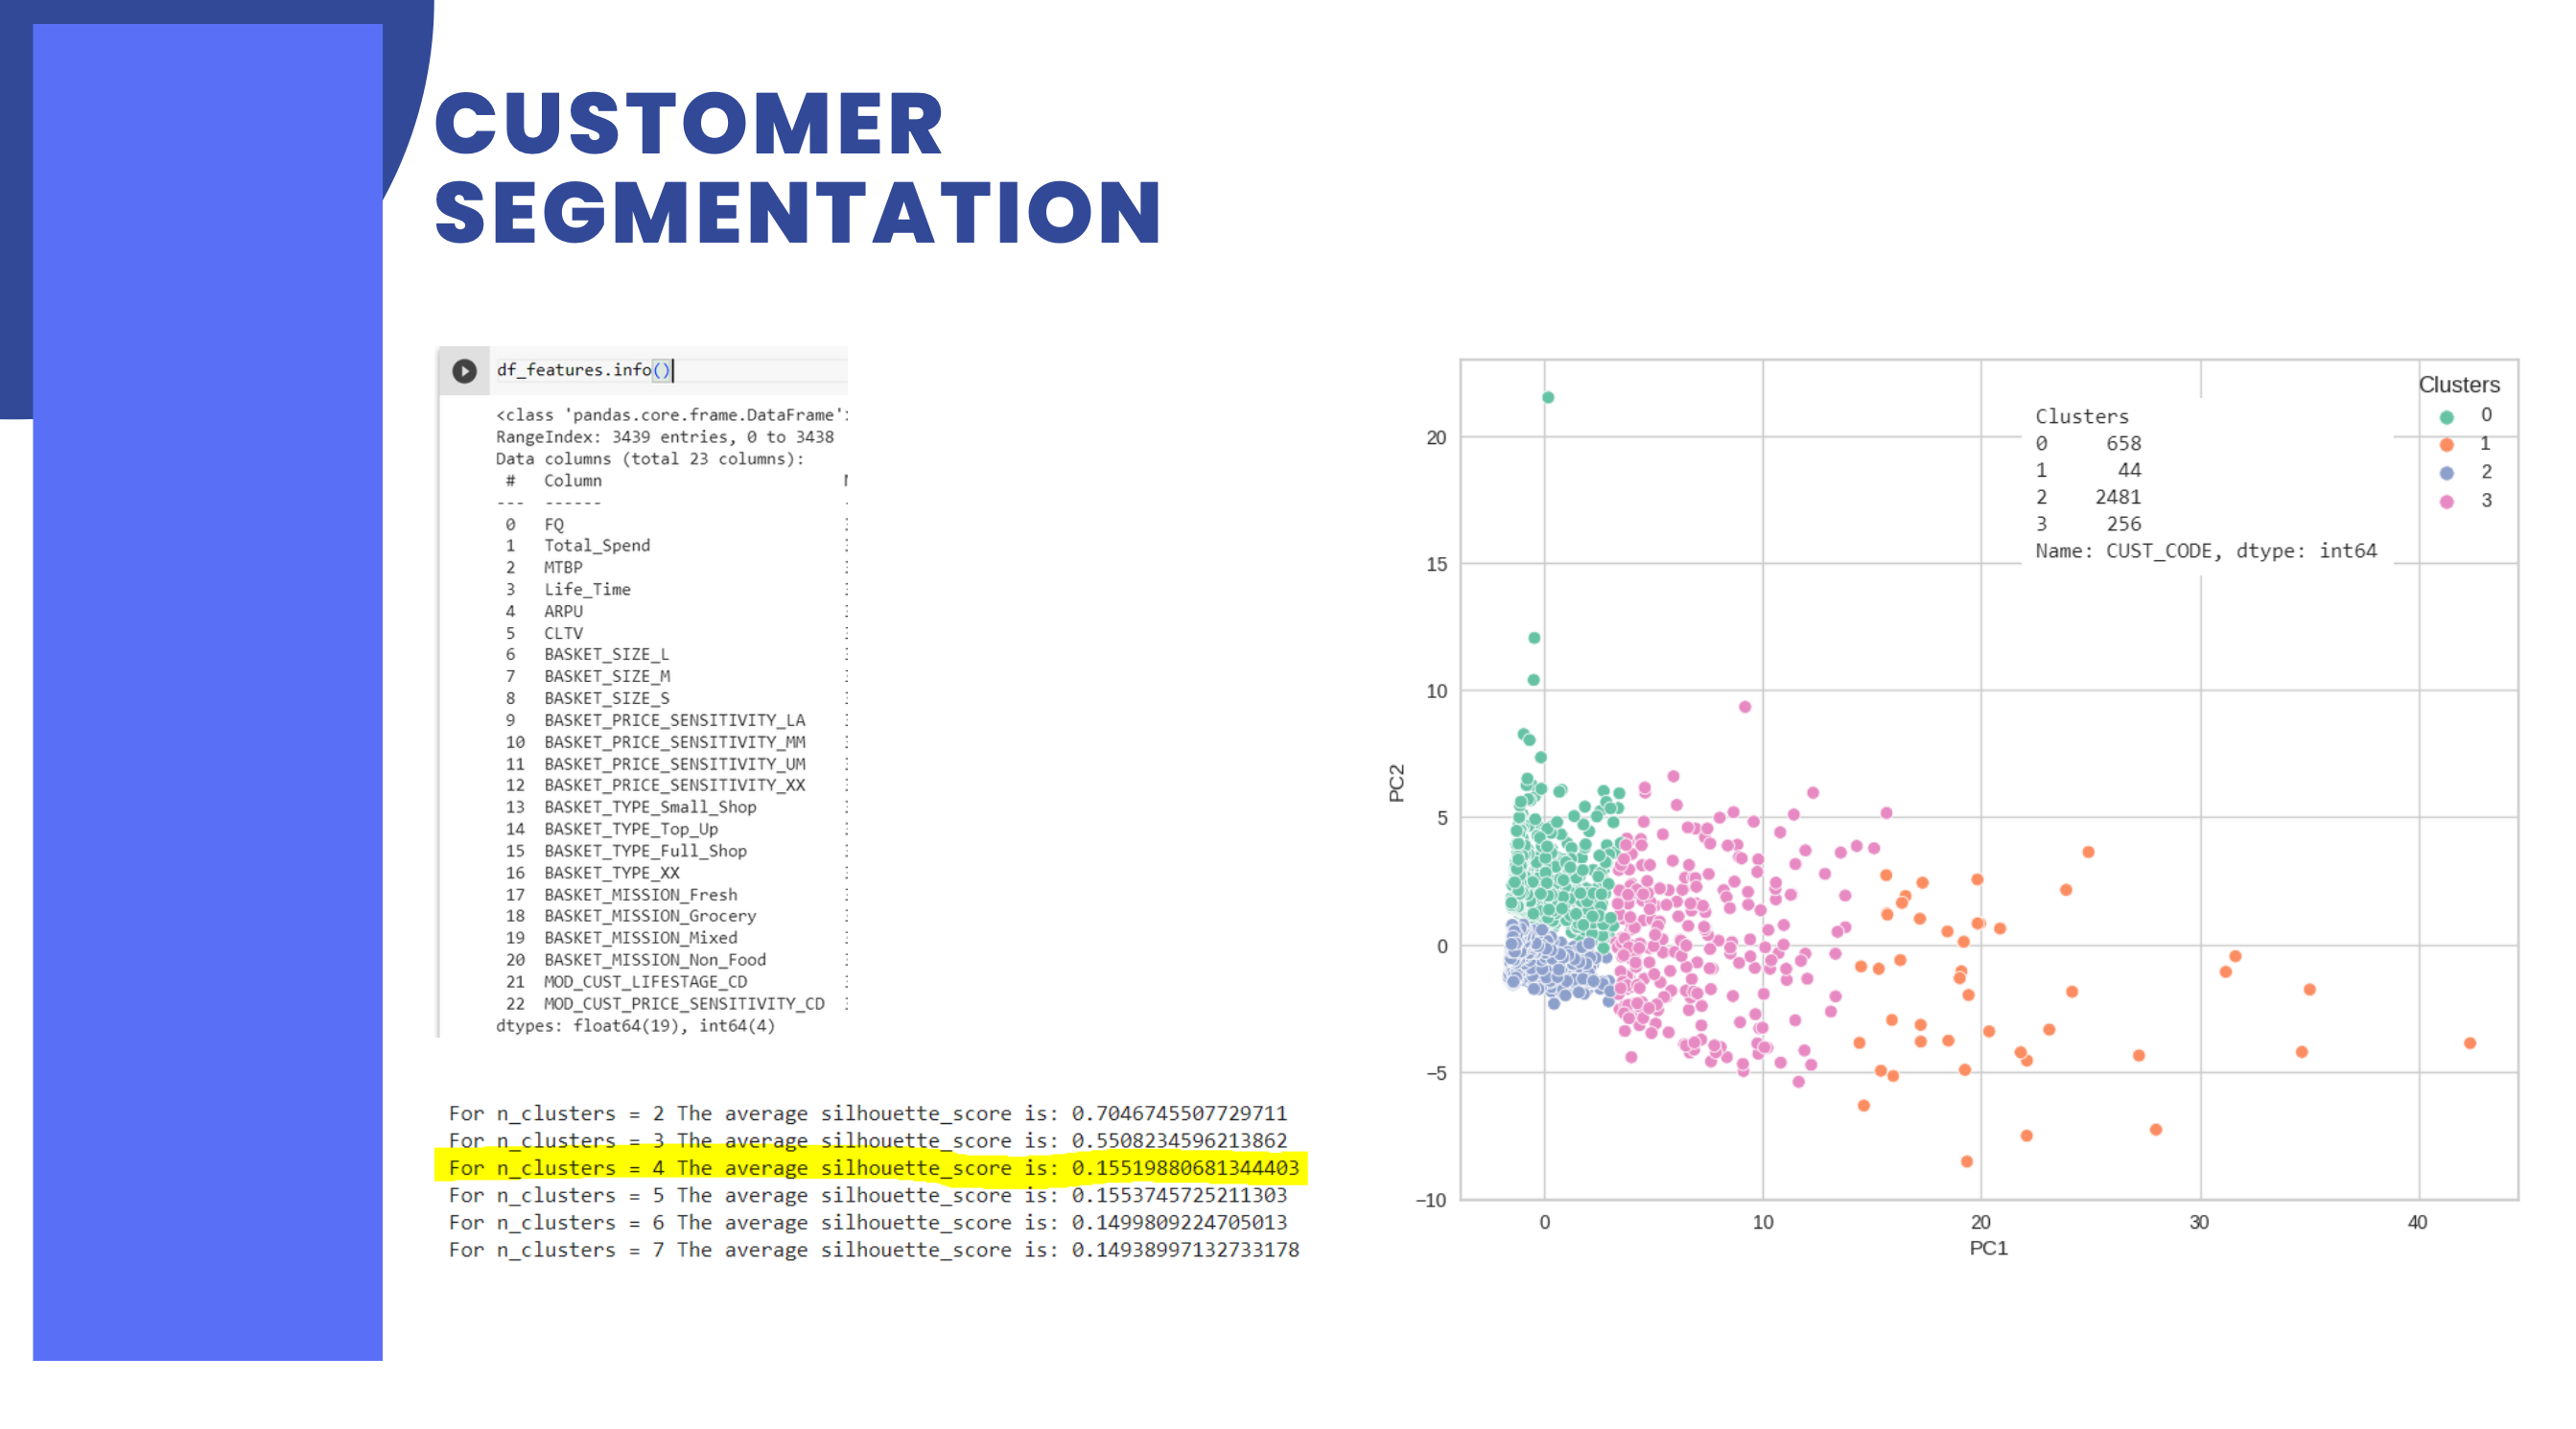 CUSTOMER
SEGMENTATION
df_features.info()
<class 'pandas.core.frame.DataFrame'>
RangeIndex: 3439 entries, 0 to 3438
Data columns (total 23 columns):
# Column
--- ------
0 FQ
1 Total_Spend
2 MTBP
3 Life_Time
4 ARPU
5 CLTV
6 BASKET_SIZE_L
7 BASKET_SIZE_M
8 BASKET_SIZE_S
9 BASKET_PRICE_SENSITIVITY_LA
10 BASKET_PRICE_SENSITIVITY_MM
11 BASKET_PRICE_SENSITIVITY_UM
12 BASKET_PRICE_SENSITIVITY_XX
13 BASKET_TYPE_Small_Shop
14 BASKET_TYPE_Top_Up
15 BASKET_TYPE_Full_Shop
16 BASKET_TYPE_XX
17 BASKET_MISSION_Fresh
18 BASKET_MISSION_Grocery
19 BASKET_MISSION_Mixed
20 BASKET_MISSION_Non_Food
21 MOD_CUST_LIFESTAGE_CD
22 MOD_CUST_PRICE_SENSITIVITY_CD
dtypes: float64(19), int64(4)
For n_clusters = 2 The average silhouette_score is: 0.7046745507729711
For n_clusters = 3 The average silhouette_score is: 0.5508234596213862
For n_clusters = 4 The average silhouette_score is: 0.15519880681344403
For n_clusters = 5 The average silhouette_score is: 0.1553745725211303
For n_clusters = 6 The average silhouette_score is: 0.1499809224705013
For n_clusters = 7 The average silhouette_score is: 0.14938997132733178
Clusters
0
1
2
3
Clusters
0 658
1 44
2 2481
3 256
Name: CUST_CODE, dtype: int64
PC2
20
15
10
5
0
−5
−10
0 10 20 30 40
PC1